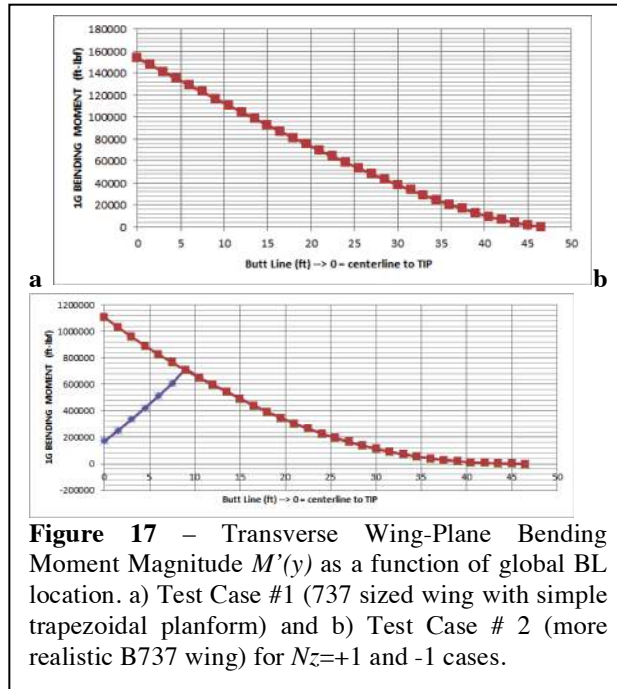 180000
160000
140000
120000
100000
80000
60000
40000
20000
0
1G BENDING MOMENT (ft-lbf)
0 5 10 15 20 25 30 35 40 45 50
Butt Line (ft) --> 0 = centerline to TIP
a b
1200000
1000000
800000
600000
400000
200000
0
-200000
1G BENDING MOMENT (ft-lbf)
0 5 10 15 20 25 30 35 40 45 50
Butt Line (ft) --> 0 = centerline to TIP
Figure 17 – Transverse Wing-Plane Bending
Moment Magnitude M'(y) as a function of global BL
location. a) Test Case #1 (737 sized wing with simple
trapezoidal planform) and b) Test Case # 2 (more
realistic B737 wing) for Nz=+1 and -1 cases.